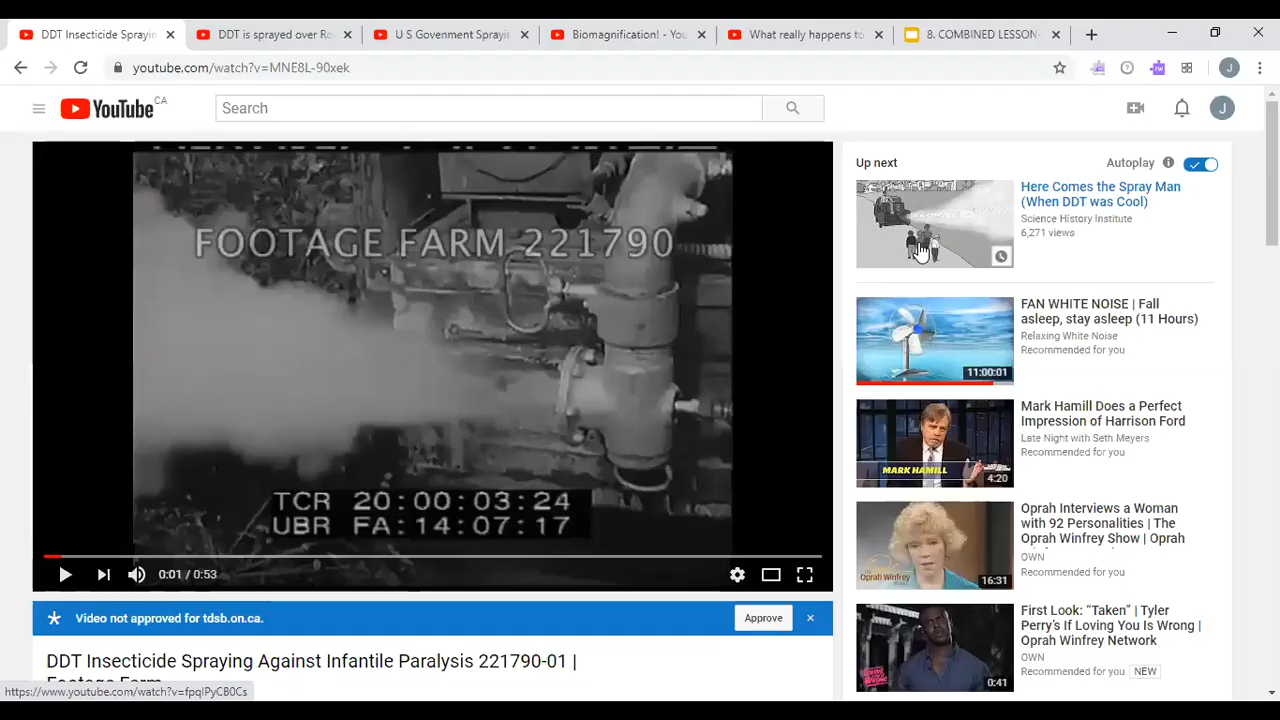 DDT Insecticide Sprayin
DDT is sprayed over Ro
U S Govenment Sprayin
Biomagnification! - You
What really happens to
8. COMBINED LESSON-
youtube.com/watch?v=MNE8L-90xek
YouTube CA
Search
J
FOOTAGE FARM 221790
TCR 20:00:03:24
UBR FA:14:07:17
0:01 / 0:53
Video not approved for tdsb.on.ca.
Approve
DDT Insecticide Spraying Against Infantile Paralysis 221790-01 |
Footage Farm
https://www.youtube.com/watch?v=fpqIPyCB0Cs
Up next
Autoplay
Here Comes the Spray Man
(When DDT was Cool)
Science History Institute
6,271 views
FAN WHITE NOISE | Fall
asleep, stay asleep (11 Hours)
Relaxing White Noise
Recommended for you
11:00:01
Mark Hamill Does a Perfect
Impression of Harrison Ford
Late Night with Seth Meyers
Recommended for you
MARK HAMILL
4:20
Oprah Interviews a Woman
with 92 Personalities | The
Oprah Winfrey Show | Oprah
OWN
Recommended for you
16:31
First Look: “Taken” | Tyler
Perry's If Loving You Is Wrong |
Oprah Winfrey Network
OWN
Recommended for you NEW
0:41